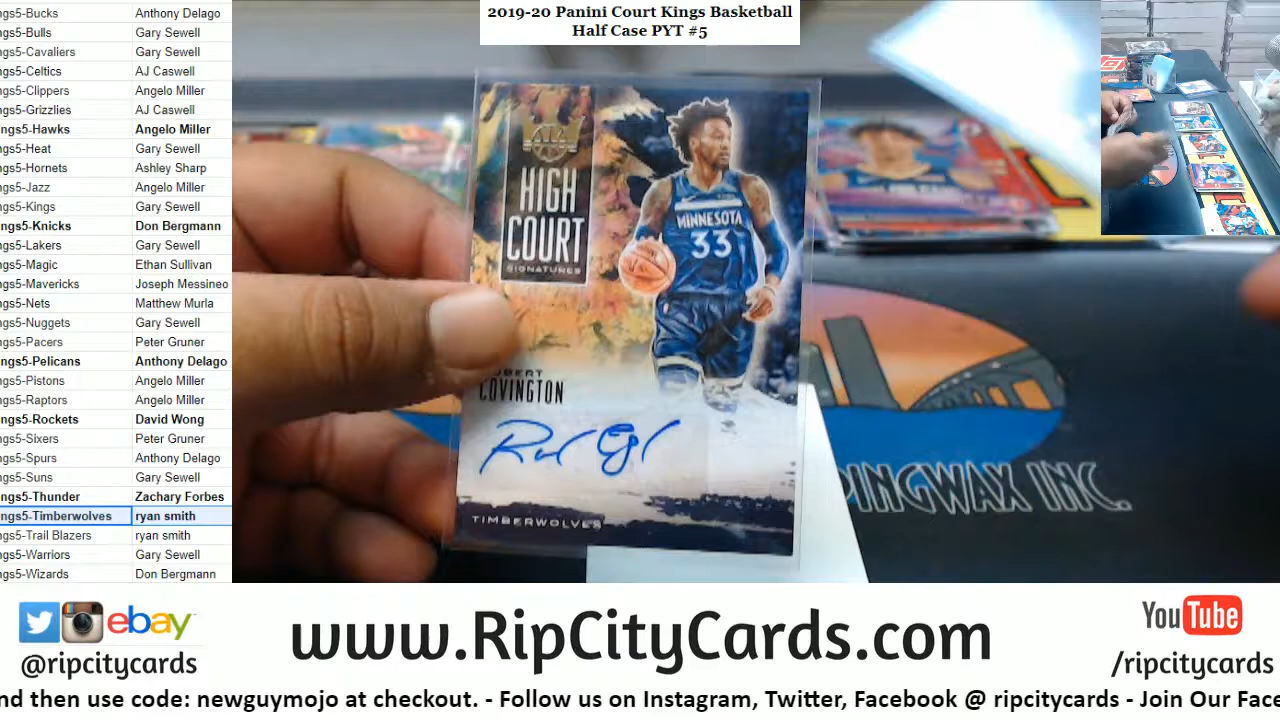 2019-20 Panini Court Kings Basketball
Half Case PYT #5
ngs5-Bucks Anthony Delago
ngs5-Bulls Gary Sewell
ngs5-Cavaliers Gary Sewell
ngs5-Celtics AJ Caswell
ngs5-Clippers Angelo Miller
ngs5-Grizzlies AJ Caswell
ngs5-Hawks Angelo Miller
ngs5-Heat Gary Sewell
ngs5-Hornets Ashley Sharp
ngs5-Jazz Angelo Miller
ngs5-Kings Gary Sewell
ngs5-Knicks Don Bergmann
ngs5-Lakers Gary Sewell
ngs5-Magic Ethan Sullivan
ngs5-Mavericks Joseph Messineo
ngs5-Nets Matthew Murla
ngs5-Nuggets Gary Sewell
ngs5-Pacers Peter Gruner
ngs5-Pelicans Anthony Delago
ngs5-Pistons Angelo Miller
ngs5-Raptors Angelo Miller
ngs5-Rockets David Wong
ngs5-Sixers Peter Gruner
ngs5-Spurs Anthony Delago
ngs5-Suns Gary Sewell
ngs5-Thunder Zachary Forbes
ngs5-Timberwolves ryan smith
ngs5-Trail Blazers ryan smith
ngs5-Warriors Gary Sewell
ngs5-Wizards Don Bergmann
HIGH
COURT
SIGNATURES
MINNESOTA
33
BERT
COVINGTON
TIMBERWOLVES
PINGWAX INC.
ebay
@ripcitycards
www.RipCityCards.com
YouTube
/ripcitycards
nd then use code: newguymojo at checkout. - Follow us on Instagram, Twitter, Facebook @ ripcitycards - Join Our Face